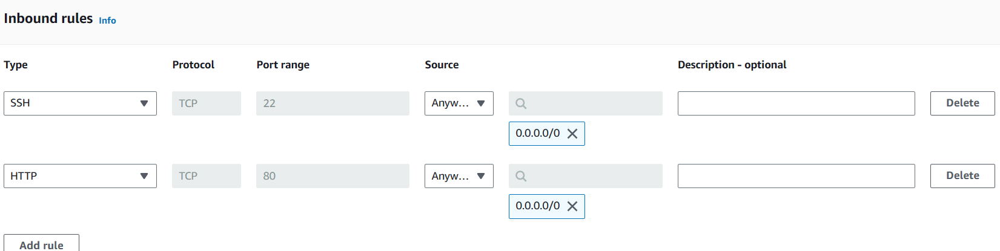 Inbound rules Info
Type Protocol Port range Source Description - optional
SSH TCP 22 Anyw... Delete
0.0.0.0/0
HTTP TCP 80 Anyw... Delete
0.0.0.0/0
Add rule